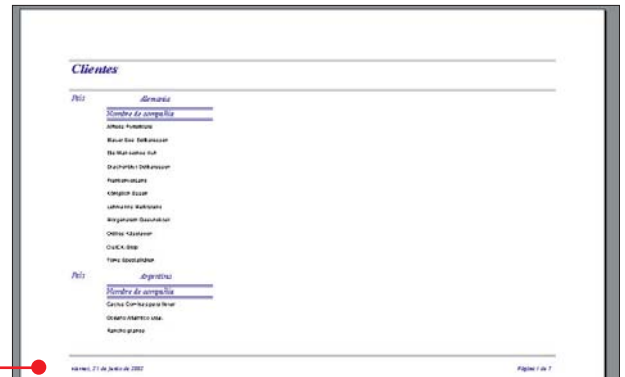 Clientes
País Alemania
Nombre de compañía
Alfreds Futterkiste
Blauer See Delikatessen
Die Wandernde Kuh
Drachenblut Delikatessen
Frankenversand
Königlich Essen
Lehmanns Marktstand
Morgenstern Gesundkost
Ottilies Käseladen
QUICK-Stop
Toms Spezialitäten
País Argentina
Nombre de compañía
Cactus Comidas para llevar
Océano Atlántico Ltda.
Rancho grande
viernes, 21 de junio de 2002 Página 1 de 7